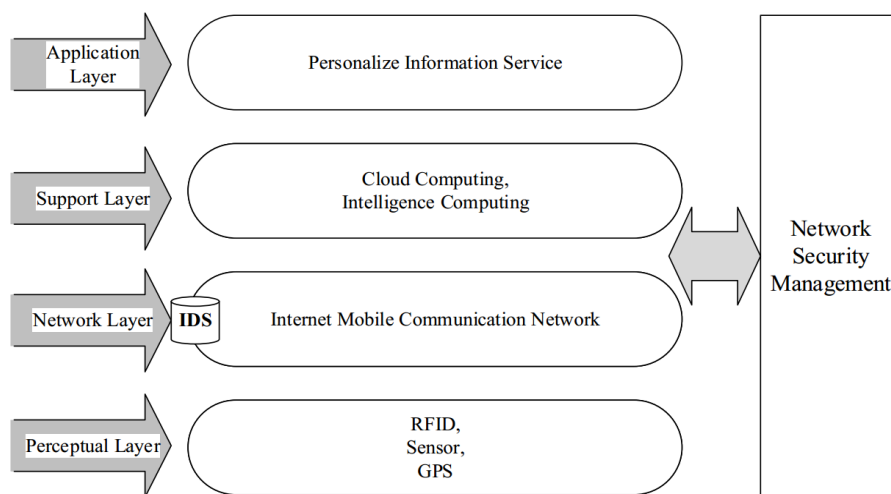 Application
Layer
Personalize Information Service
Support Layer
Cloud Computing,
Intelligence Computing
Network Layer
IDS
Internet Mobile Communication Network
Perceptual Layer
RFID,
Sensor,
GPS
Network
Security
Management